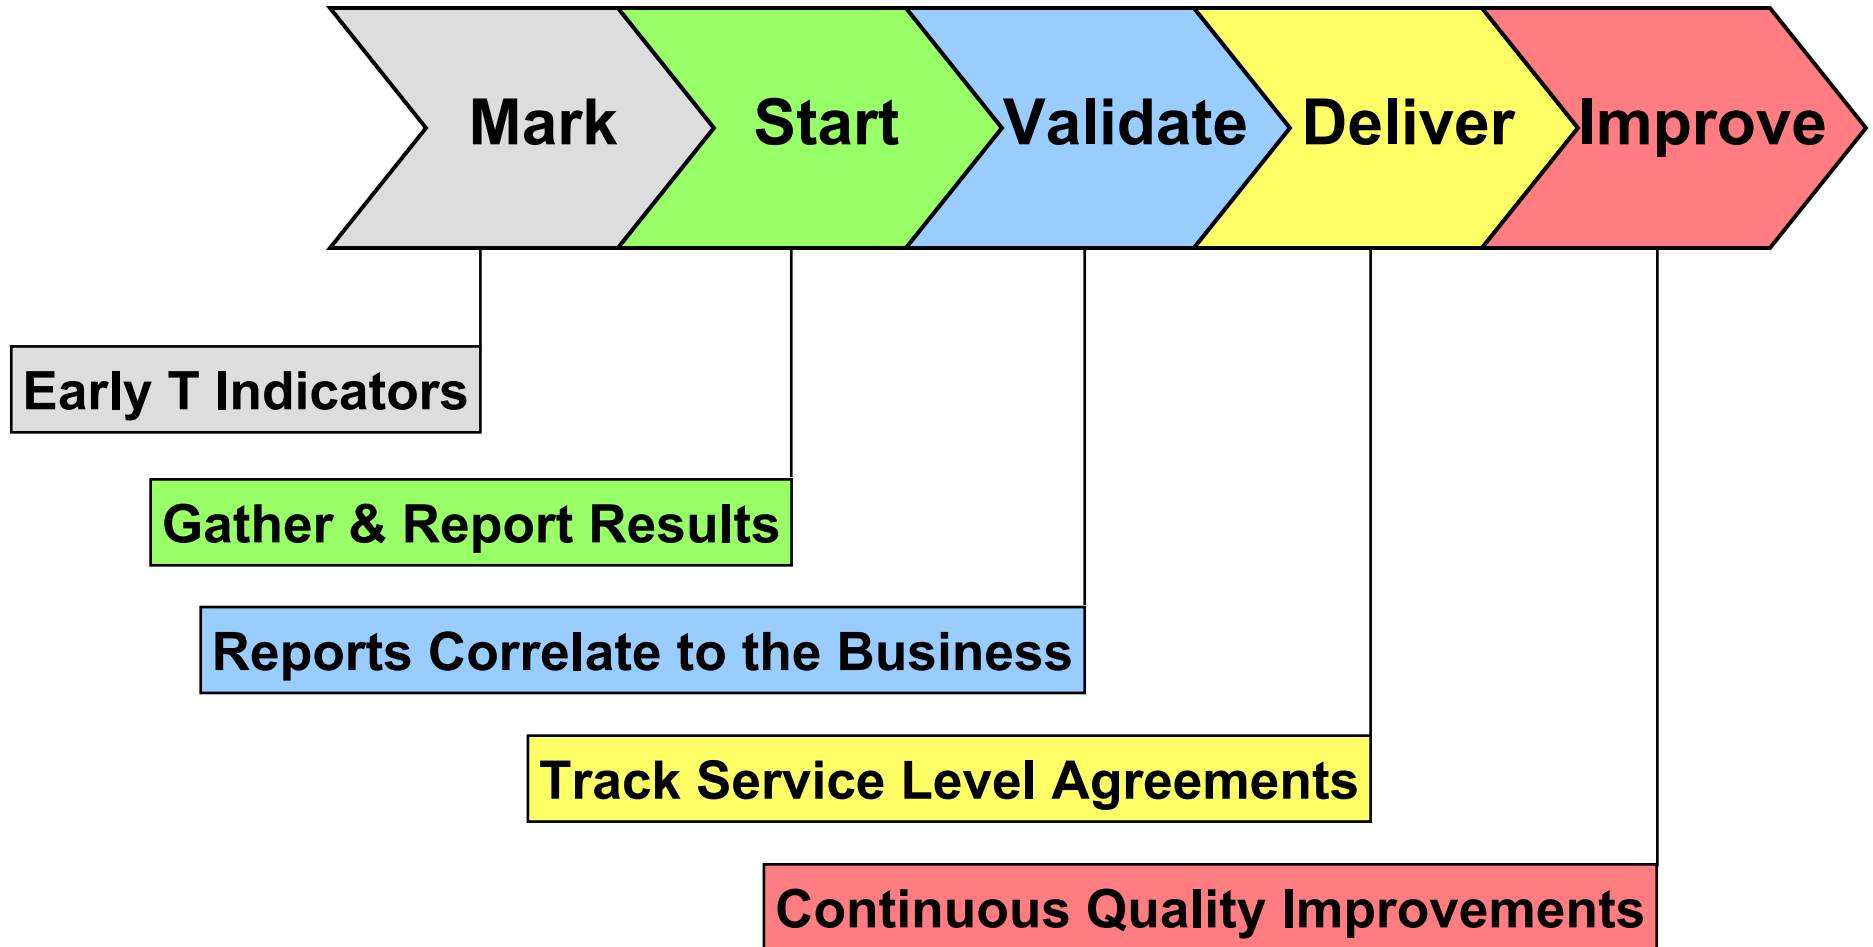 Mark Start Validate Deliver Improve
Early T Indicators
Gather & Report Results
Reports Correlate to the Business
Track Service Level Agreements
Continuous Quality Improvements